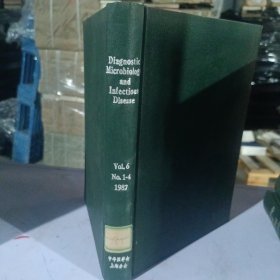 Diagnostic
Microbiology
and
Infectious
Disease
Vol. 6
No. 1-4
1987